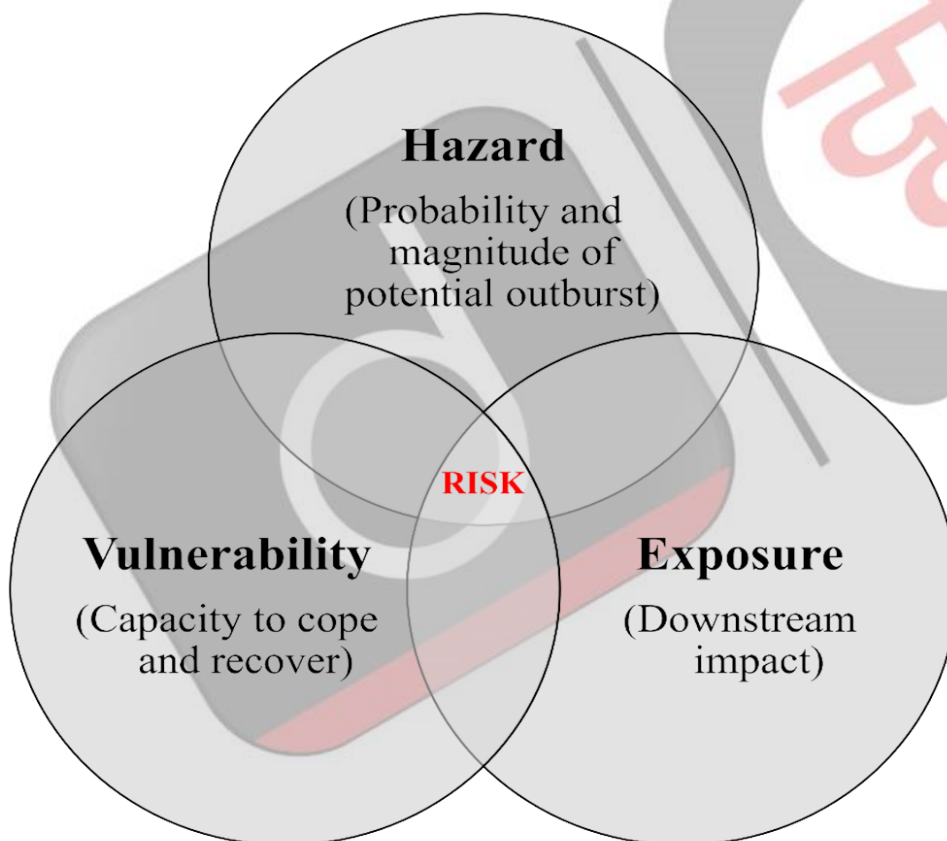 Hazard
(Probability and
magnitude of
potential outburst)
RISK
Vulnerability
(Capacity to cope
and recover)
Exposure
(Downstream
impact)